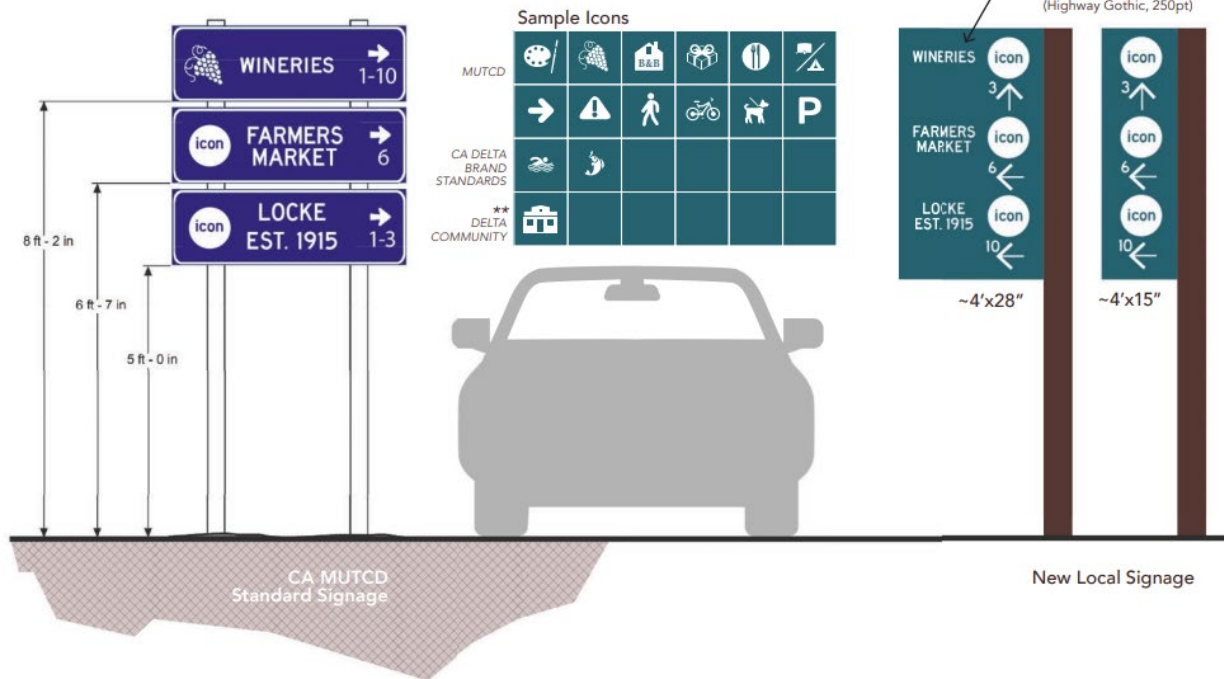 (Highway Gothic, 250pt)
Sample Icons
WINERIES
1-10
FARMERS
MARKET
6
icon
LOCKE
EST. 1915
1-3
icon
8 ft - 2 in
6 ft - 7 in
5 ft - 0 in
MUTCD
B&B
P
CA DELTA
BRAND
STANDARDS
**
DELTA
COMMUNITY
WINERIES
icon
3
FARMERS
MARKET
icon
6
LOCKE
EST. 1915
icon
10
~4'x28"
icon
3
icon
6
icon
10
~4'x15"
CA MUTCD
Standard Signage
New Local Signage